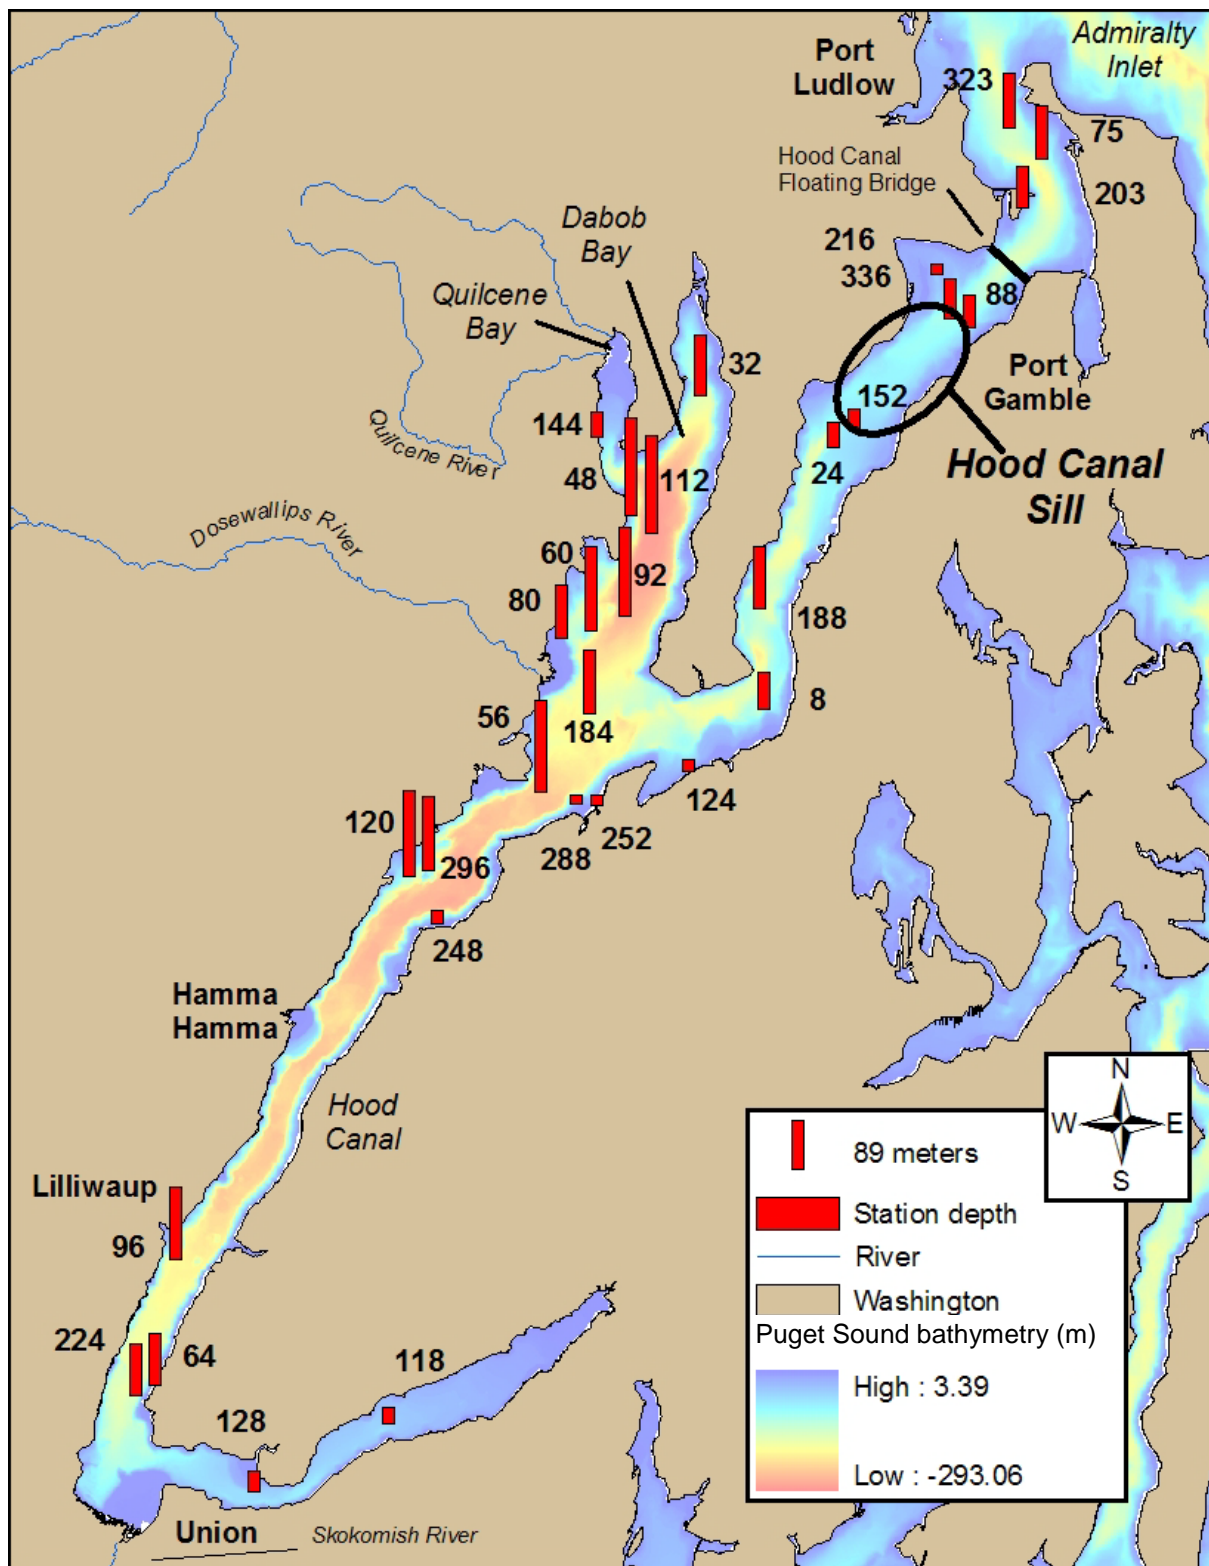 Admiralty
Inlet
Port
Ludlow
323
75
Hood Canal
Floating Bridge
203
216
336
88
Dabob
Bay
Quilcene
Bay
32
Port
Gamble
152
144
Quilcene River
48
112
24
Hood Canal
Sill
Dosewallips River
60
92
80
188
8
56
184
124
120
252
288
296
248
Hamma
Hamma
Hood
Canal
N
W
E
S
89 meters
Lilliwaup
Station depth
96
River
Washington
Puget Sound bathymetry (m)
224
64
118
High : 3.39
128
Low : -293.06
Union
Skokomish River